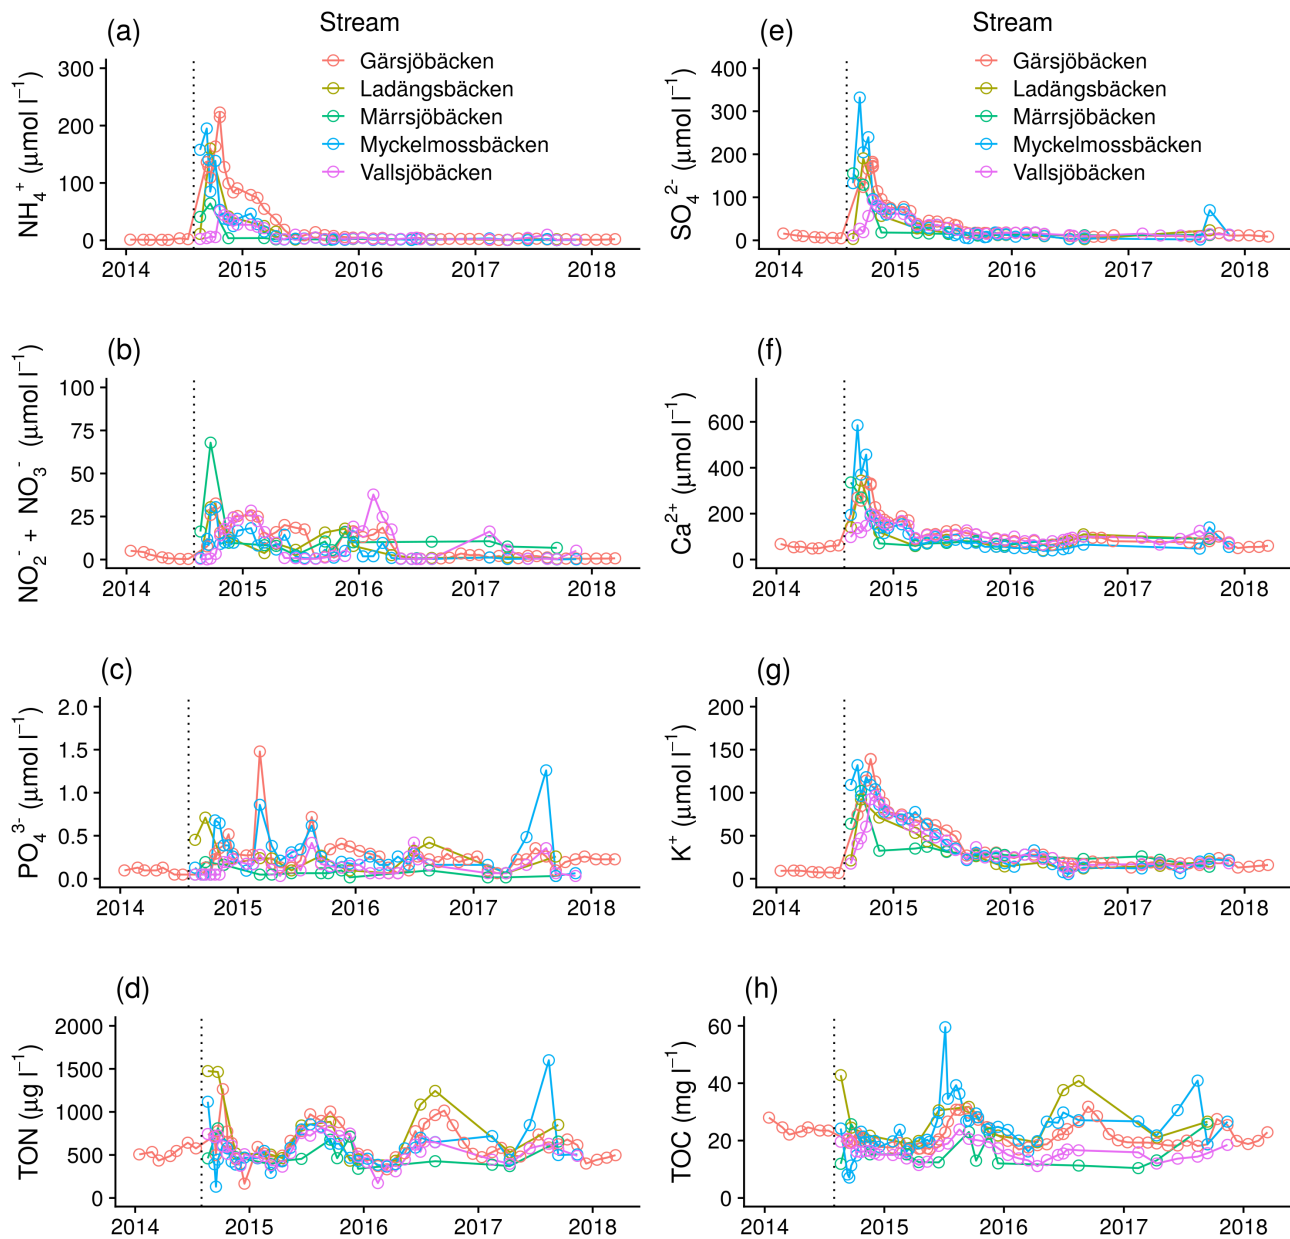 (a)
Stream
Gärsjöbäcken
Ladängsbäcken
Märrsjöbäcken
Myckelmossbäcken
Vallsjöbäcken
NH₄⁺ (μmol l⁻¹)
300
200
100
0
2014 2015 2016 2017 2018
(e)
Stream
Gärsjöbäcken
Ladängsbäcken
Märrsjöbäcken
Myckelmossbäcken
Vallsjöbäcken
SO₄²⁻ (μmol l⁻¹)
400
300
200
100
0
2014 2015 2016 2017 2018
(b)
NO₂⁻ + NO₃⁻ (μmol l⁻¹)
100
75
50
25
0
2014 2015 2016 2017 2018
(f)
Ca²⁺ (μmol l⁻¹)
600
400
200
0
2014 2015 2016 2017 2018
(c)
PO₄³⁻ (μmol l⁻¹)
2.0
1.5
1.0
0.5
0.0
2014 2015 2016 2017 2018
(g)
K⁺ (μmol l⁻¹)
200
150
100
50
0
2014 2015 2016 2017 2018
(d)
TON (μg l⁻¹)
2000
1500
1000
500
0
2014 2015 2016 2017 2018
(h)
TOC (mg l⁻¹)
60
40
20
0
2014 2015 2016 2017 2018